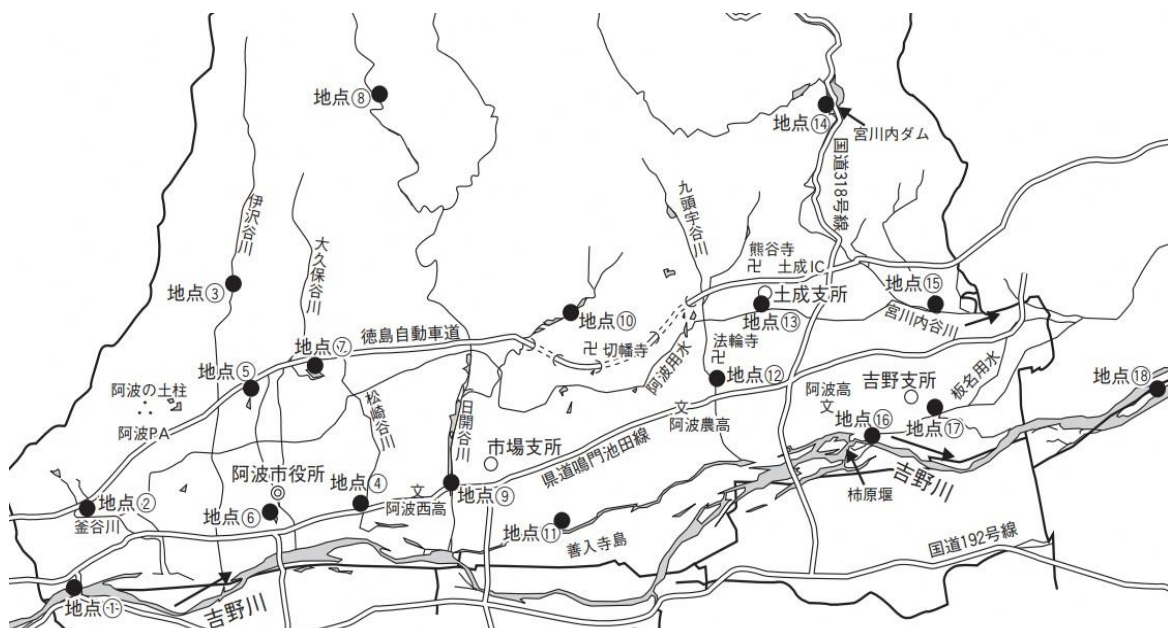 地点⑧
地点⑭
宮川内ダム
国道318号線
九頭宇谷川
伊沢谷川
大久保谷川
熊谷寺
卍
土成IC
地点③
土成支所
地点⑮
地点⑩
地点⑬
宮川内谷川
徳島自動車道
地点⑦
卍 切幡寺
阿波用水
法輪寺
卍
地点⑤
阿波の土柱
地点⑫
阿波高
文
吉野支所
板名用水
地点⑱
松崎谷川
日開谷川
阿波P.A
文
阿波農高
地点⑯
地点⑰
市場支所
県道鳴門池田線
阿波市役所
地点④
文
阿波西高
地点⑨
吉野川
柿原堰
地点②
釜谷川
地点⑥
地点⑪
善入寺島
国道192号線
地点①
吉野川